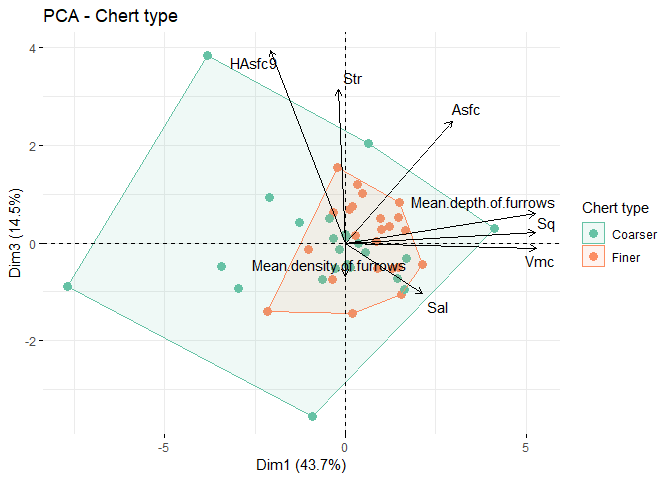 PCA - Chert type
4
2
0
-2
Dim3 (14.5%)
HAsfc9
Str
Asfc
Mean.depth.of.furrows
Sq
Mean.density.of.furrows
Vmc
Sal
-5
0
5
Dim1 (43.7%)
Chert type
Coarser
Finer